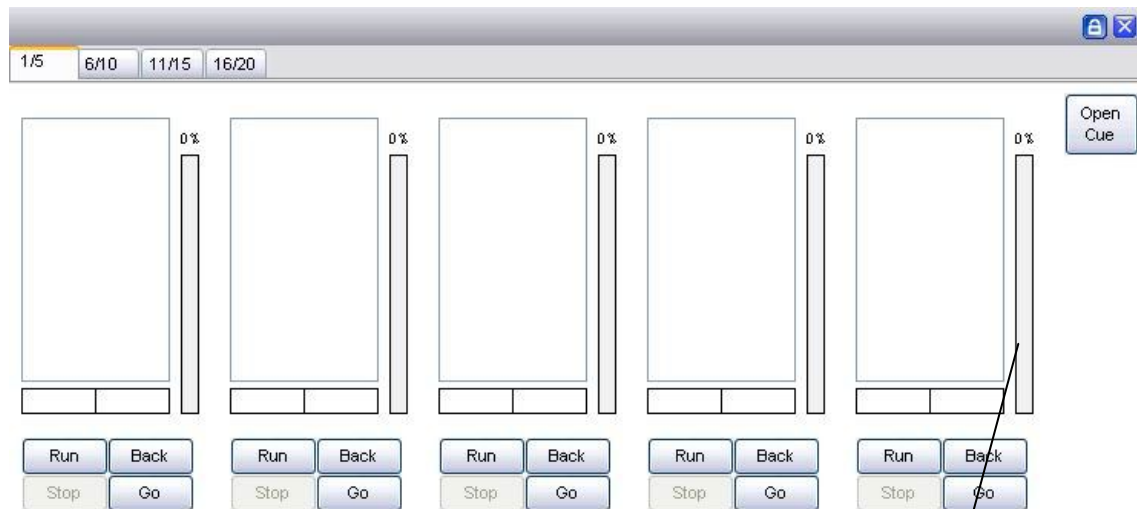 1/5 6/10 11/15 16/20
Open
Cue
0% 0% 0% 0% 0%
Run Back Run Back Run Back Run Back Run Back
Stop Go Stop Go Stop Go Stop Go Stop Go